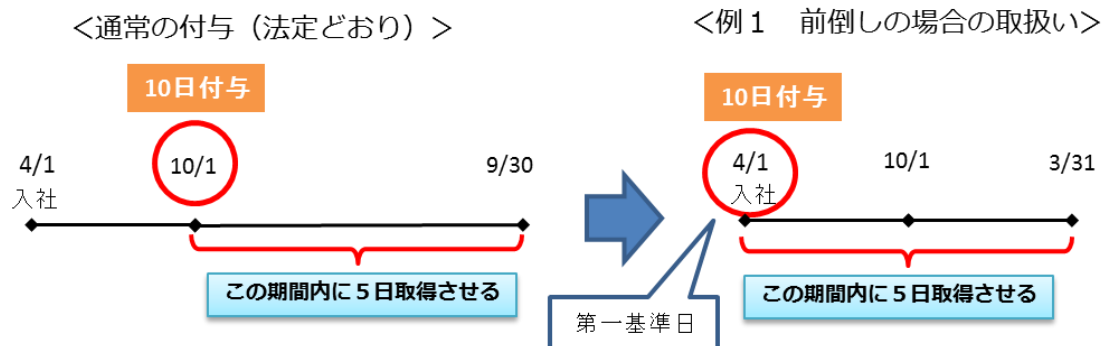 <通常の付与（法定どおり）>
10日付与
4/1
入社
10/1
9/30
この期間内に５日取得させる
<例１　前倒しの場合の取扱い>
10日付与
4/1
入社
10/1
3/31
この期間内に５日取得させる
第一基準日